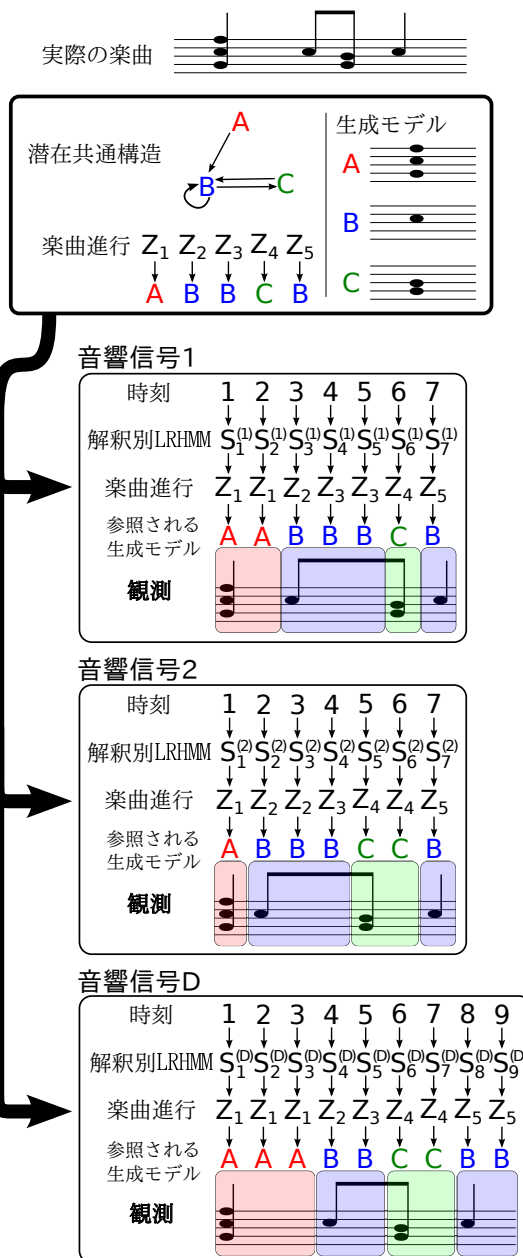 実際の楽曲
潜在共通構造
A
B
C
楽曲進行 Z1 Z2 Z3 Z4 Z5
A B B C B
生成モデル
A
B
C
音響信号1
時刻 1 2 3 4 5 6 7
解釈別LRHMM S1(1) S2(1) S3(1) S4(1) S5(1) S6(1) S7(1)
楽曲進行 Z1 Z1 Z2 Z3 Z3 Z4 Z5
参照される
生成モデル A A B B B C B
観測
音響信号2
時刻 1 2 3 4 5 6 7
解釈別LRHMM S1(2) S2(2) S3(2) S4(2) S5(2) S6(2) S7(2)
楽曲進行 Z1 Z2 Z2 Z3 Z4 Z4 Z5
参照される
生成モデル A B B B C C B
観測
音響信号D
時刻 1 2 3 4 5 6 7 8 9
解釈別LRHMM S1(D) S2(D) S3(D) S4(D) S5(D) S6(D) S7(D) S8(D) S9(D
楽曲進行 Z1 Z1 Z1 Z2 Z3 Z4 Z4 Z5 Z5
参照される
生成モデル A A A B B C C B B
観測